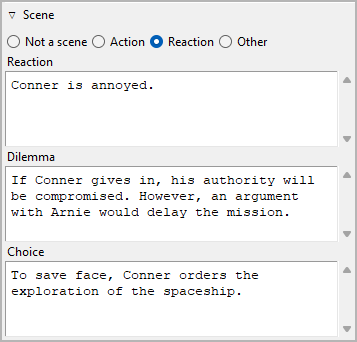 Scene
Not a scene Action Reaction Other
Reaction
Conner is annoyed.
Dilemma
If Conner gives in, his authority will
be compromised. However, an argument
with Arnie would delay the mission.
Choice
To save face, Conner orders the
exploration of the spaceship.